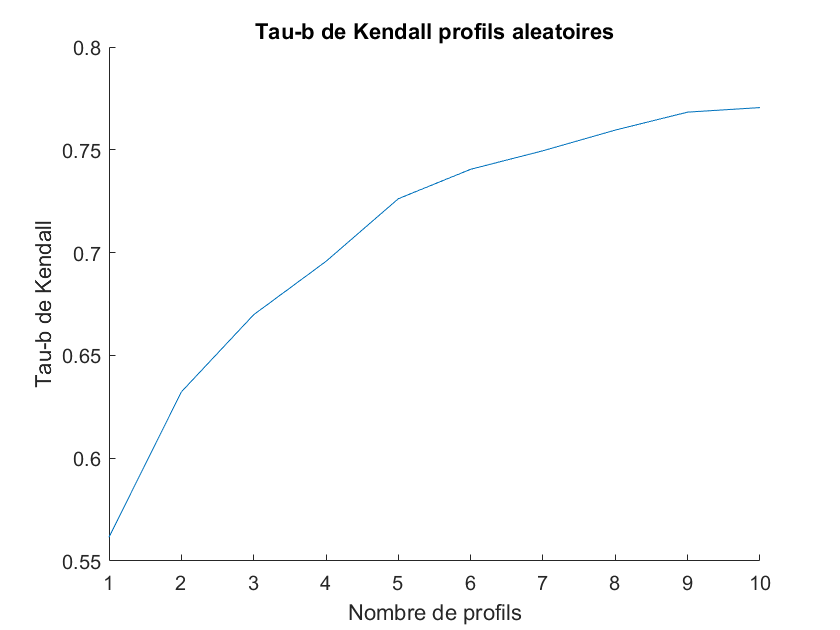 Tau-b de Kendall profils aleatoires
0.8
0.75
0.7
0.65
0.6
0.55
Tau-b de Kendall
1 2 3 4 5 6 7 8 9 10
Nombre de profils